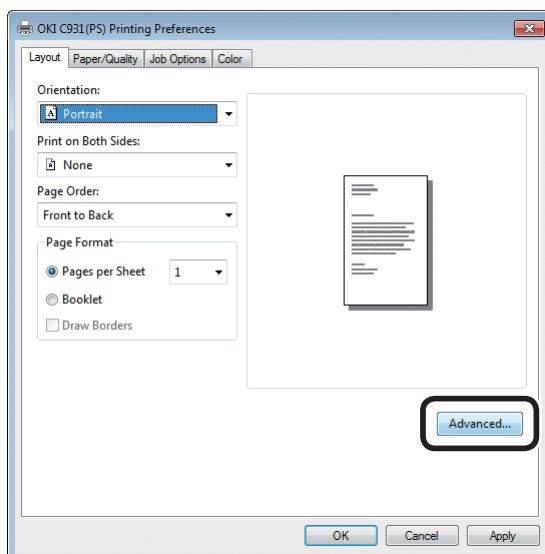 OKI C931(PS) Printing Preferences
Layout Paper/Quality Job Options Color
Orientation:
A Portrait
Print on Both Sides:
None
Page Order:
Front to Back
Page Format
Pages per Sheet 1
Booklet
Draw Borders
Advanced...
OK Cancel Apply